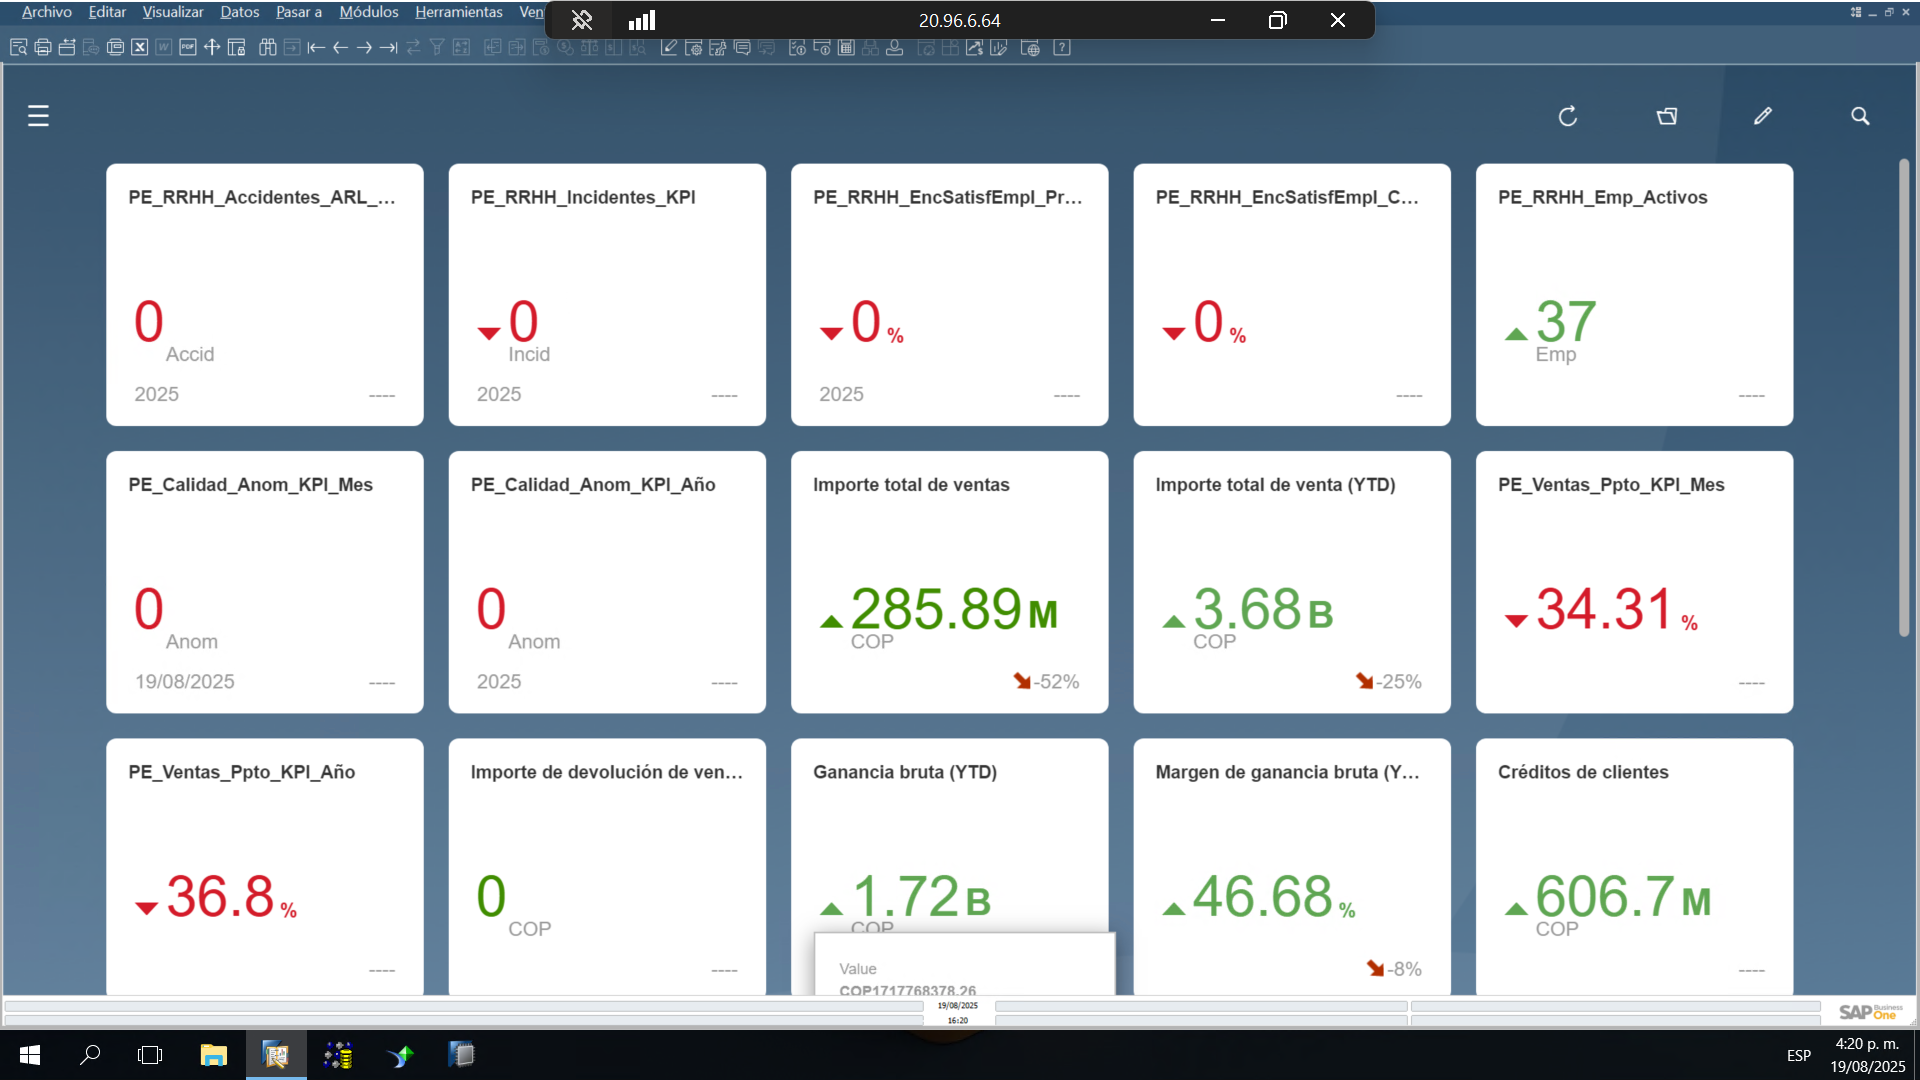 Archivo Editar Visualizar Datos Pasar a Módulos Herramientas Ven
20.96.6.64
PE_RRHH_Accidentes_ARL_...
0
Accid
2025 ----
PE_RRHH_Incidentes_KPI
0
Incid
2025 ----
PE_RRHH_EncSatisfEmpl_Pr...
0 %
2025 ----
PE_RRHH_EncSatisfEmpl_C...
0 %
----
PE_RRHH_Emp_Activos
37
Emp
----
PE_Calidad_Anom_KPI_Mes
0
Anom
19/08/2025 ----
PE_Calidad_Anom_KPI_Año
0
Anom
2025 ----
Importe total de ventas
285.89 M
COP
-52%
Importe total de venta (YTD)
3.68 B
COP
-25%
PE_Ventas_Ppto_KPI_Mes
34.31 %
----
PE_Ventas_Ppto_KPI_Año
36.8 %
----
Importe de devolución de ven...
0
COP
----
Ganancia bruta (YTD)
1.72 B
COP
Value
COP1717768378.26
Margen de ganancia bruta (Y...
46.68 %
-8%
Créditos de clientes
606.7 M
COP
----
19/08/2025
16:20
SAP Business One
ESP
4:20 p. m.
19/08/2025